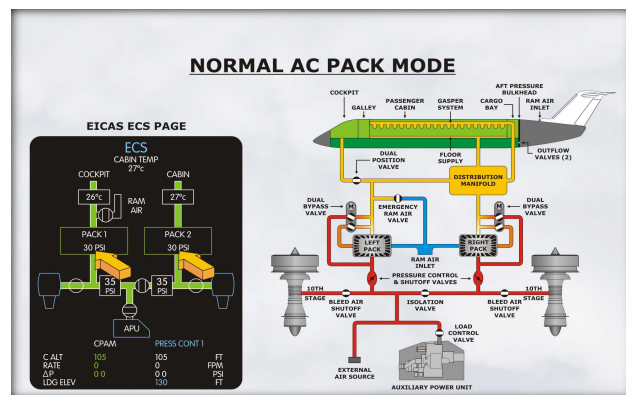 NORMAL AC PACK MODE
EICAS ECS PAGE
ECS
CABIN TEMP
27°c
COCKPIT
CABIN
26°c
27°c
RAM
AIR
PACK 1
30 PSI
PACK 2
30 PSI
35
PSI
35
PSI
APU
CPAM
PRESS CONT 1
C ALT 105 105 FT
RATE 0 0 FPM
ΔP 0 0 0 0 PSI
LDG ELEV 130 FT
COCKPIT
GALLEY
PASSENGER
CABIN
GASPER
SYSTEM
CARGO
BAY
AFT PRESSURE
BULKHEAD
RAM AIR
INLET
OUTFLOW
VALVES (2)
DUAL
POSITION
VALVE
FLOOR
SUPPLY
DISTRIBUTION
MANIFOLD
DUAL
BYPASS
VALVE
M
EMERGENCY
RAM AIR
VALVE
M
DUAL
BYPASS
VALVE
LEFT
PACK
RIGHT
PACK
RAM AIR
INLET
PRESSURE CONTROL
& SHUTOFF VALVES
10TH
STAGE
BLEED AIR
SHUTOFF
VALVE
ISOLATION
VALVE
BLEED AIR
SHUTOFF
VALVE
10TH
STAGE
LOAD
CONTROL
VALVE
EXTERNAL
AIR SOURCE
AUXILIARY POWER UNIT